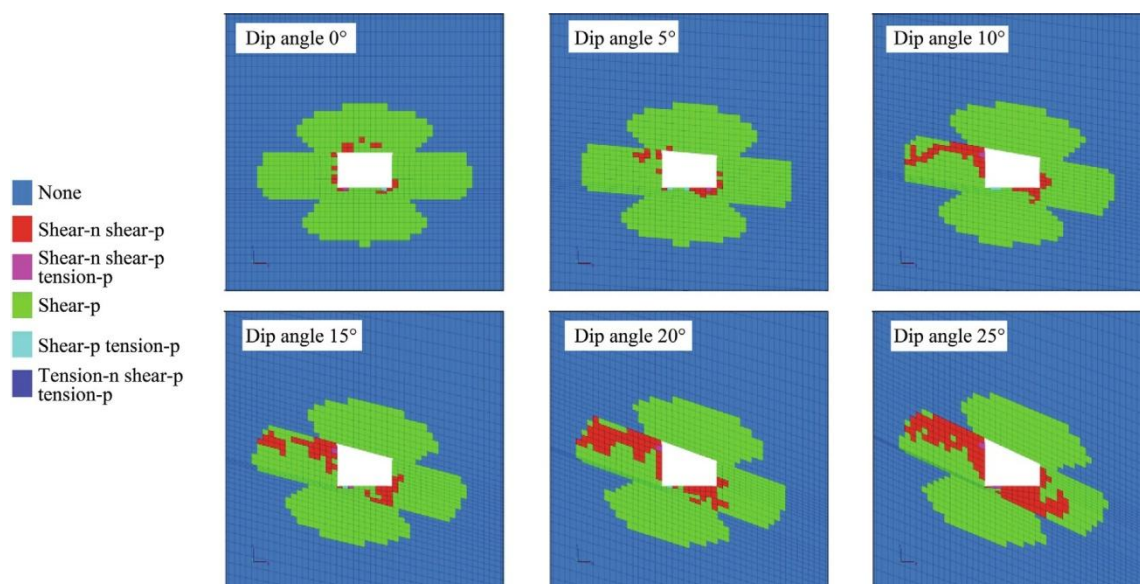 Dip angle 0°
Dip angle 5°
Dip angle 10°
None
Shear-n shear-p
Shear-n shear-p
tension-p
Shear-p
Shear-p tension-p
Tension-n shear-p
tension-p
Dip angle 15°
Dip angle 20°
Dip angle 25°